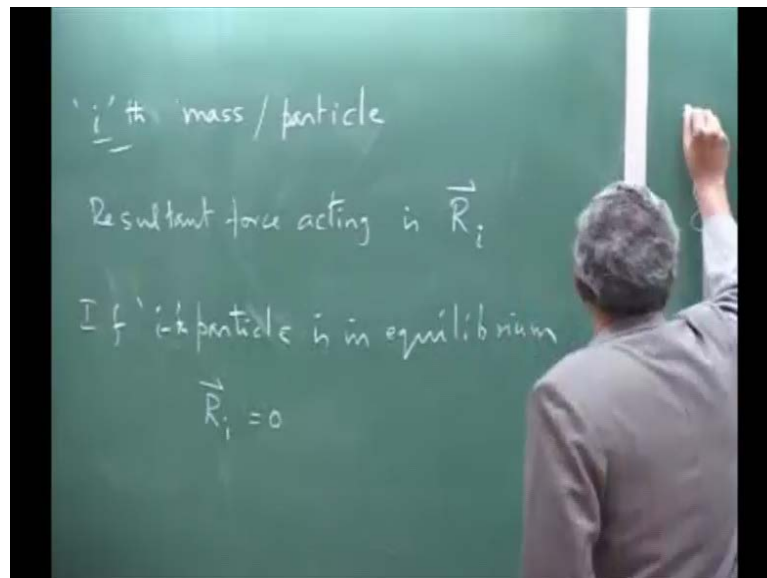 'i'th mass / particle
Resultant force acting is R⃗ᵢ
If 'i-th particle is in equilibrium
R⃗ᵢ = 0